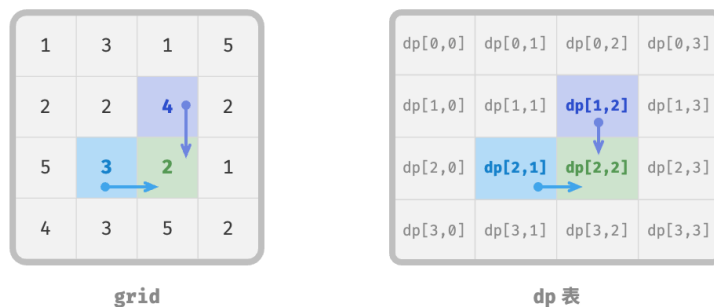 1 3 1 5
2 2 4 2
5 3 2 1
4 3 5 2
grid
dp[0,0] dp[0,1] dp[0,2] dp[0,3]
dp[1,0] dp[1,1] dp[1,2] dp[1,3]
dp[2,0] dp[2,1] dp[2,2] dp[2,3]
dp[3,0] dp[3,1] dp[3,2] dp[3,3]
dp 表